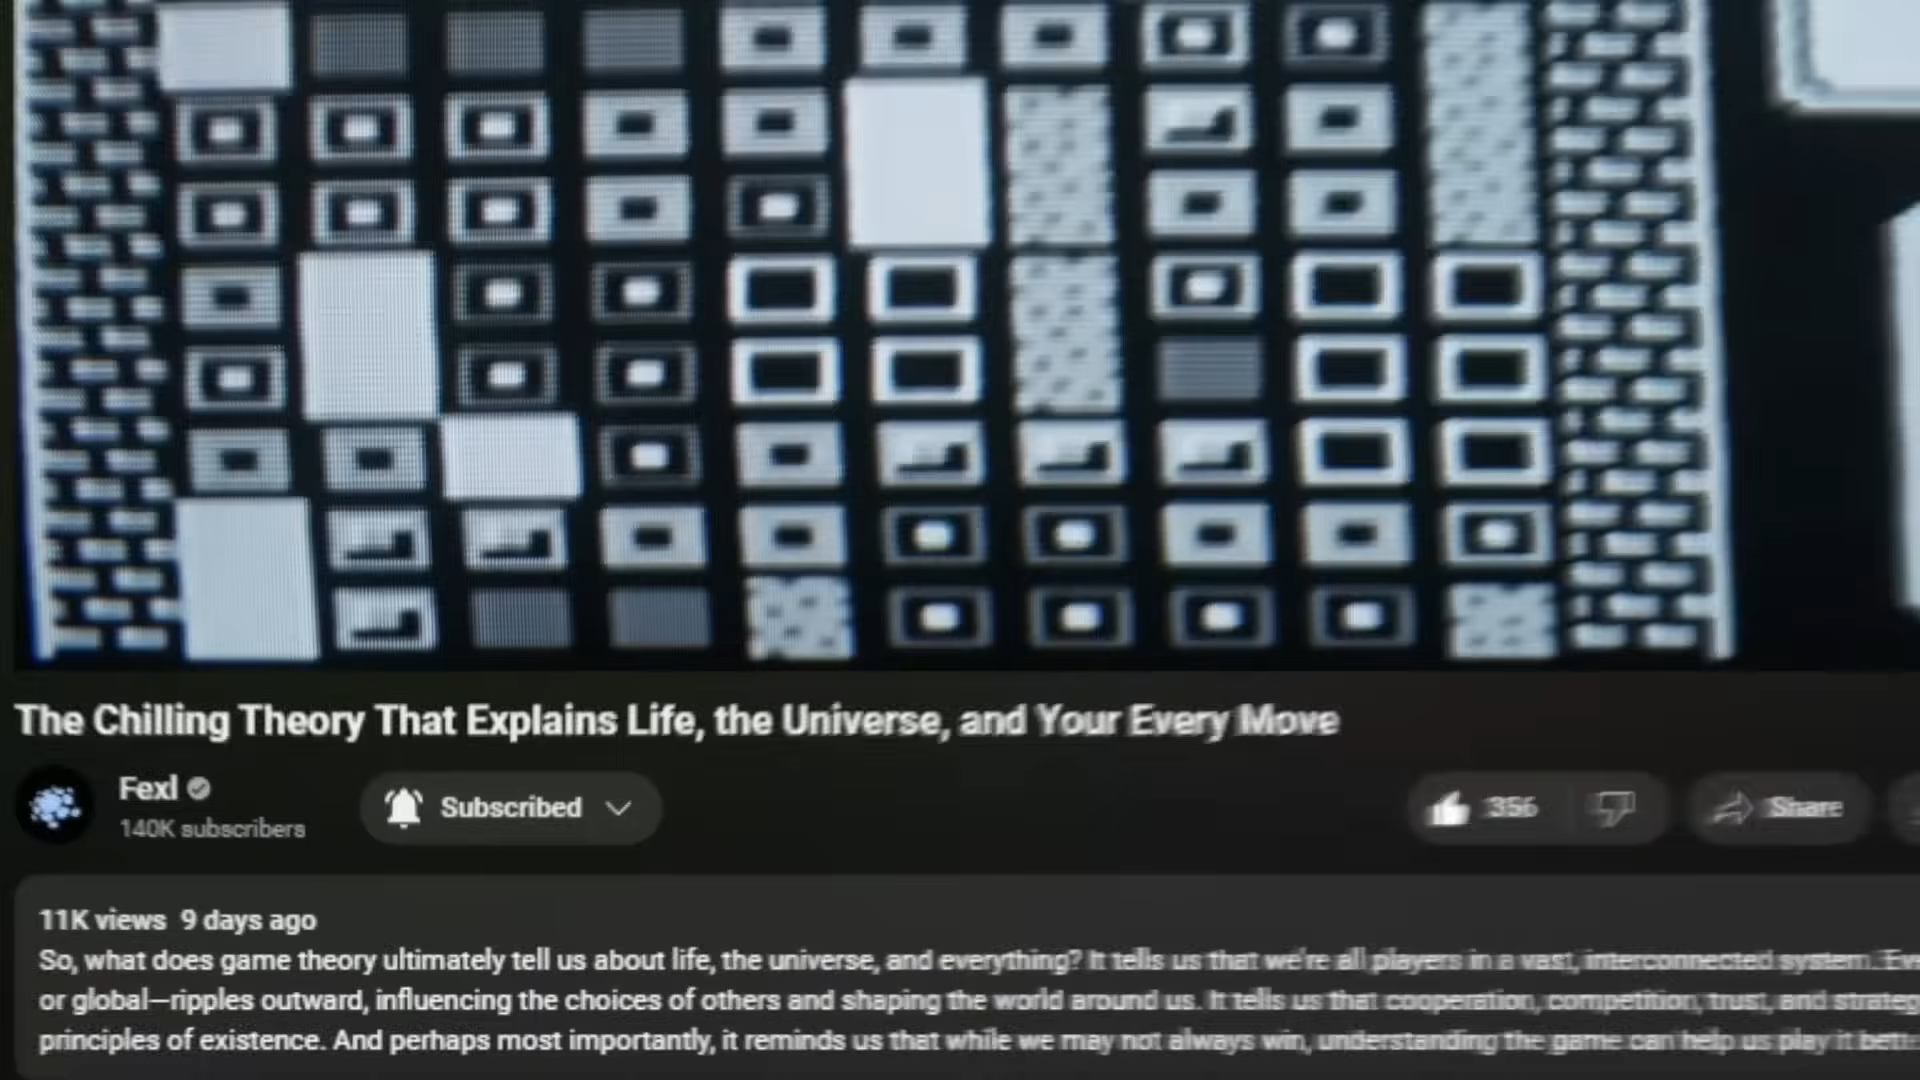 The Chilling Theory That Explains Life, the Universe, and Your Every Move
Fexl
140K subscribers
Subscribed
356
Share
11K views 9 days ago
So, what does game theory ultimately tell us about life, the universe, and everything? It tells us that we're all players in a vast, interconnected system.
or global—ripples outward, influencing the choices of others and shaping the world around us. It tells us that cooperation, competition, trust, and
principles of existence. And perhaps most importantly, it reminds us that while we may not always win, understanding the game can help us play it